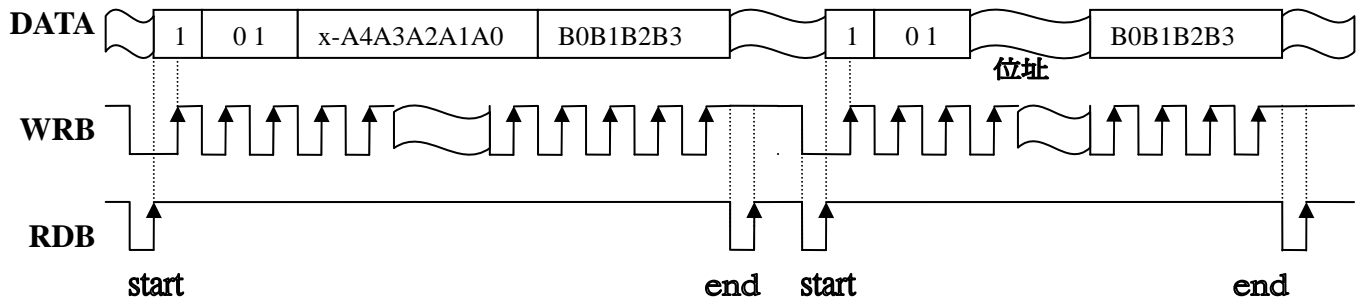 DATA 1 0 1 x-A4A3A2A1A0 B0B1B2B3 1 0 1 B0B1B2B3
位址
WRB
RDB
start end start end